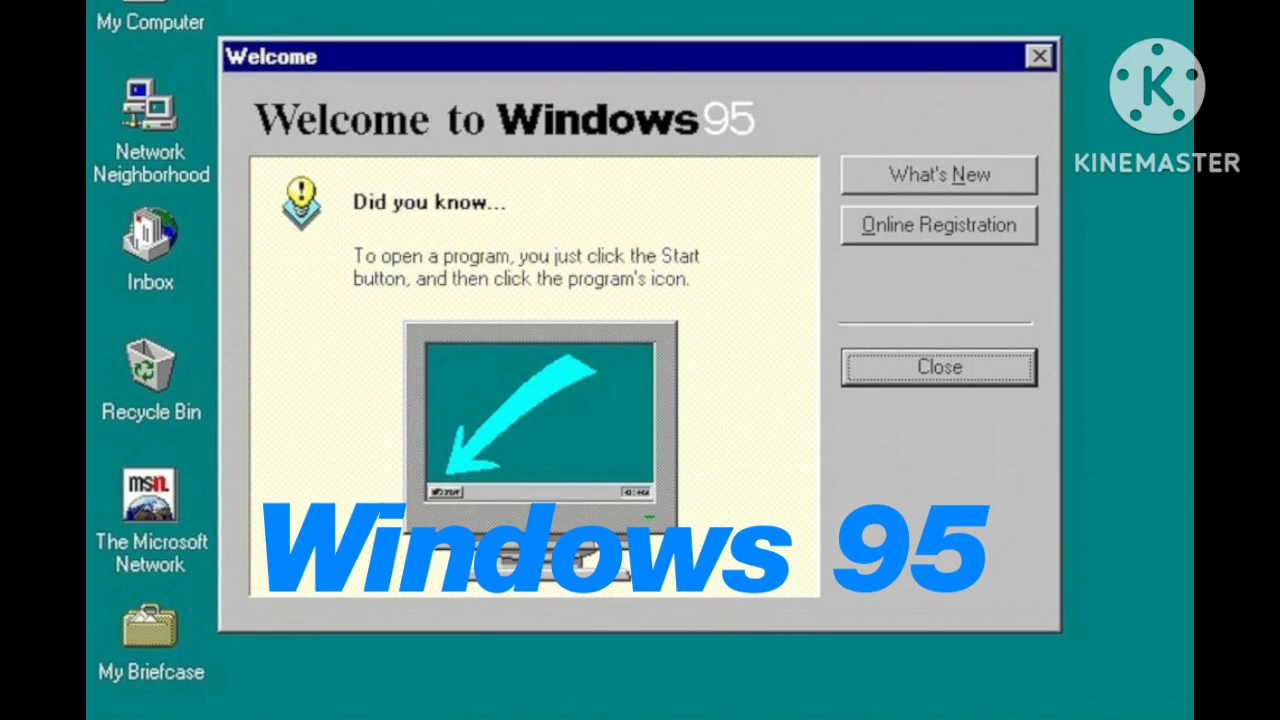 My Computer
Welcome
KINEMASTER
Welcome to Windows 95
Network
Neighborhood
What's New
Did you know...
Online Registration
To open a program, you just click the Start
button, and then click the program's icon.
Inbox
Close
Recycle Bin
msn.
The Microsoft
Network
Windows 95
My Briefcase